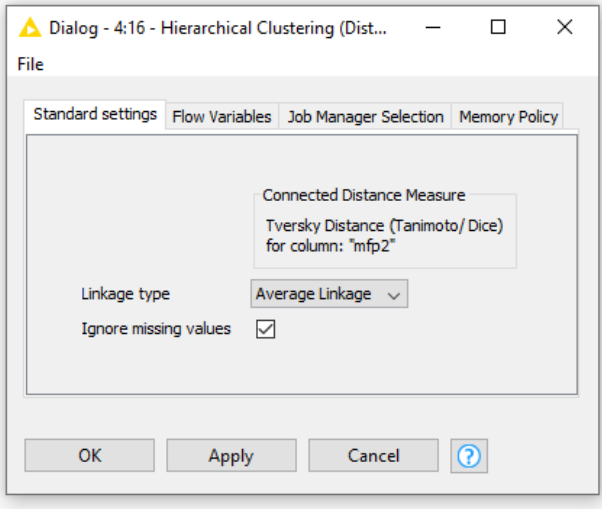 Dialog - 4:16 - Hierarchical Clustering (Dist...
File
Standard settings Flow Variables Job Manager Selection Memory Policy
Connected Distance Measure
Tversky Distance (Tanimoto/ Dice)
for column: "mfp2"
Linkage type Average Linkage
Ignore missing values
OK Apply Cancel ?